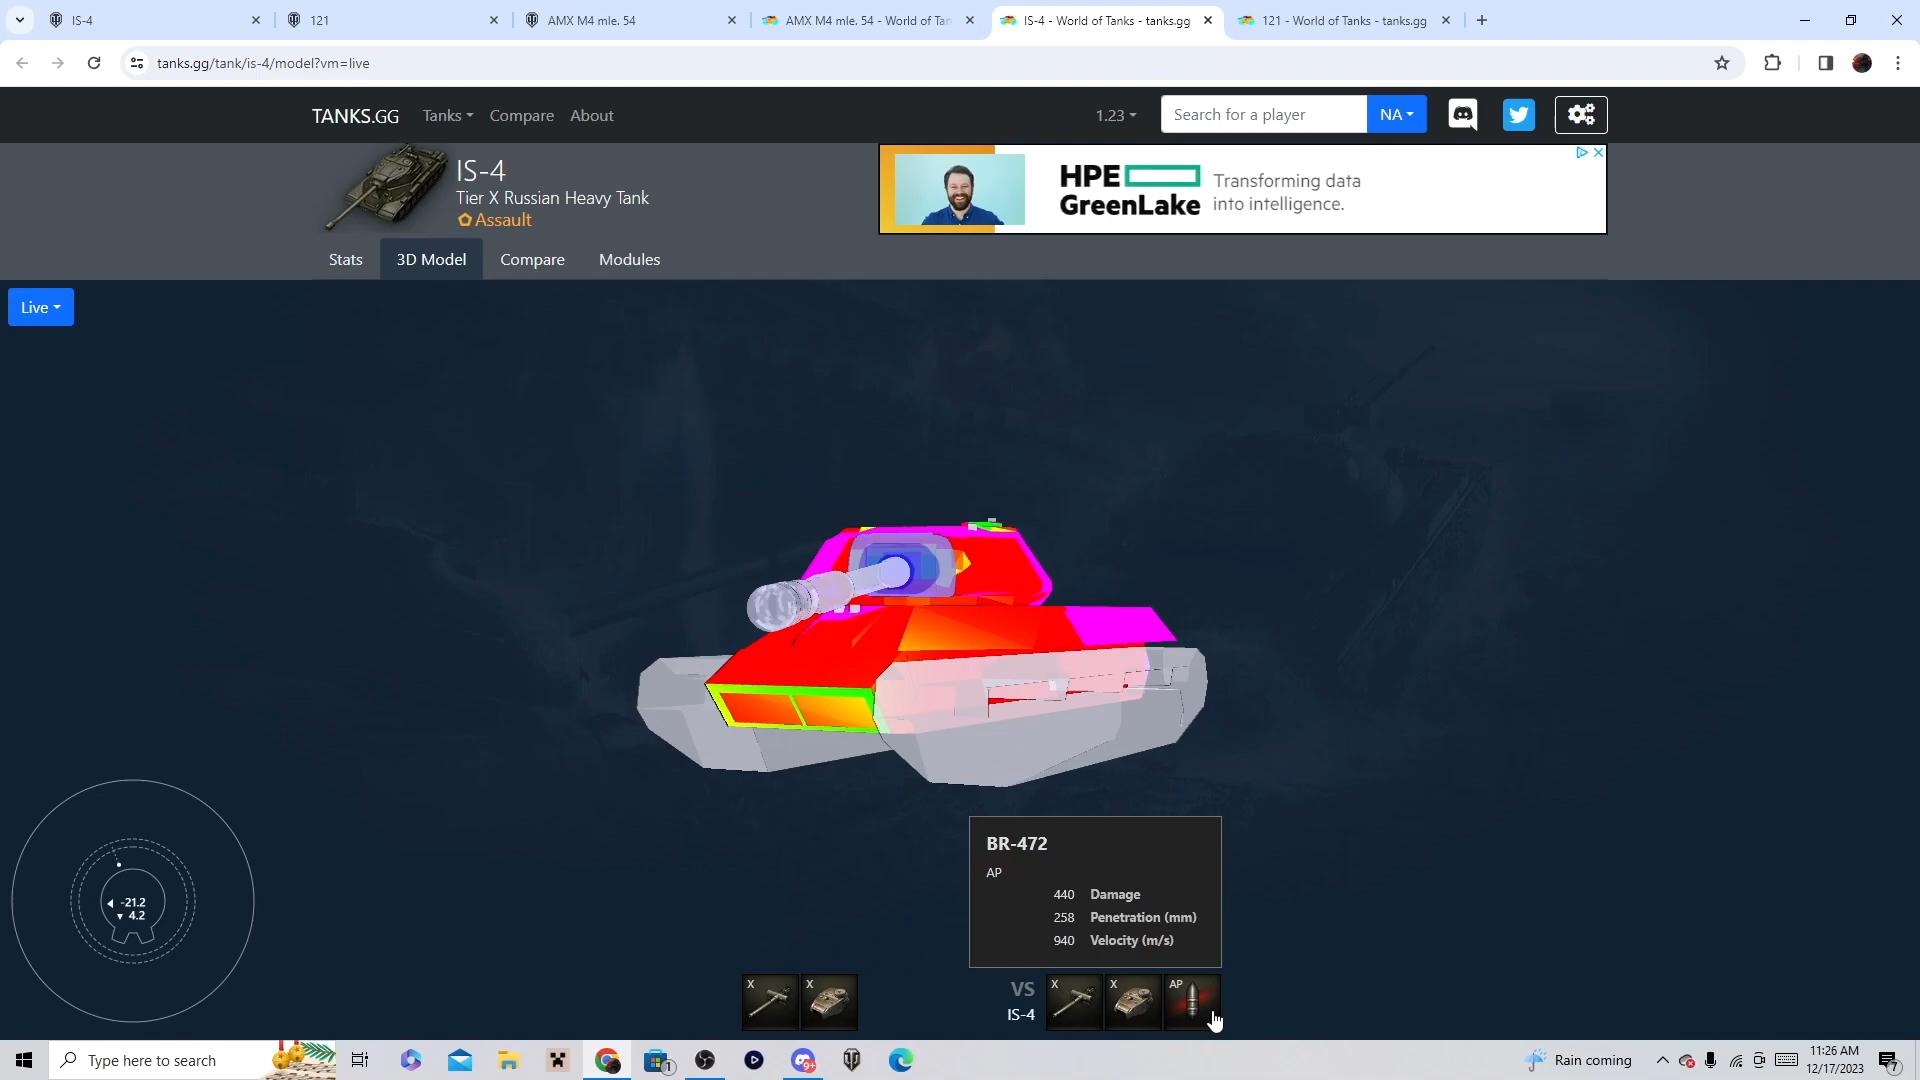 IS-4
121
AMX M4 mle. 54
AMX M4 mle. 54 - World of Tan
IS-4 - World of Tanks - tanks.gg
121 - World of Tanks - tanks.gg
tanks.gg/tank/is-4/model?vm=live
TANKS.GG
Tanks
Compare
About
1.23
Search for a player
NA
IS-4
Tier X Russian Heavy Tank
Assault
HPE
GreenLake
Transforming data
into intelligence.
Stats
3D Model
Compare
Modules
Live
-21.2
4.2
BR-472
AP
440 Damage
258 Penetration (mm)
940 Velocity (m/s)
X
X
VS
IS-4
X
X
AP
Type here to search
1
9+
Rain coming
11:26 AM
12/17/2023
7